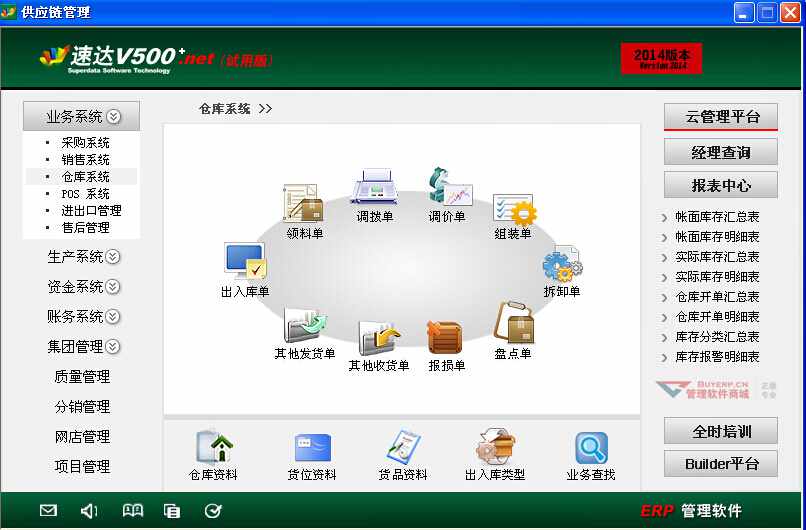 供应链管理
速达V500+.net (试用版)
Superdata Software Technology
2014版本
Version 2014
业务系统
采购系统
销售系统
仓库系统
POS 系统
进出口管理
售后管理
生产系统
资金系统
账务系统
集团管理
质量管理
分销管理
网店管理
项目管理
仓库系统 >>
领料单
调拨单
调价单
组装单
出入库单
拆卸单
其他发货单
其他收货单
报损单
盘点单
仓库资料
货位资料
货品资料
出入库类型
业务查找
云管理平台
经理查询
报表中心
帐面库存汇总表
帐面库存明细表
实际库存汇总表
实际库存明细表
仓库开单汇总表
仓库开单明细表
库存分类汇总表
库存报警明细表
BUYERP.CN
管理软件商城
正版
专业
全时培训
Builder平台
ERP 管理软件